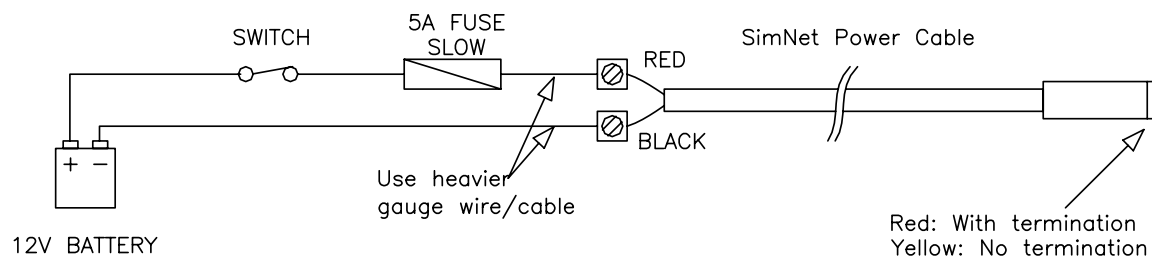 5A FUSE
SLOW
SWITCH
RED
SimNet Power Cable
BLACK
+ −
Use heavier
gauge wire/cable
12V BATTERY
Red: With termination
Yellow: No termination